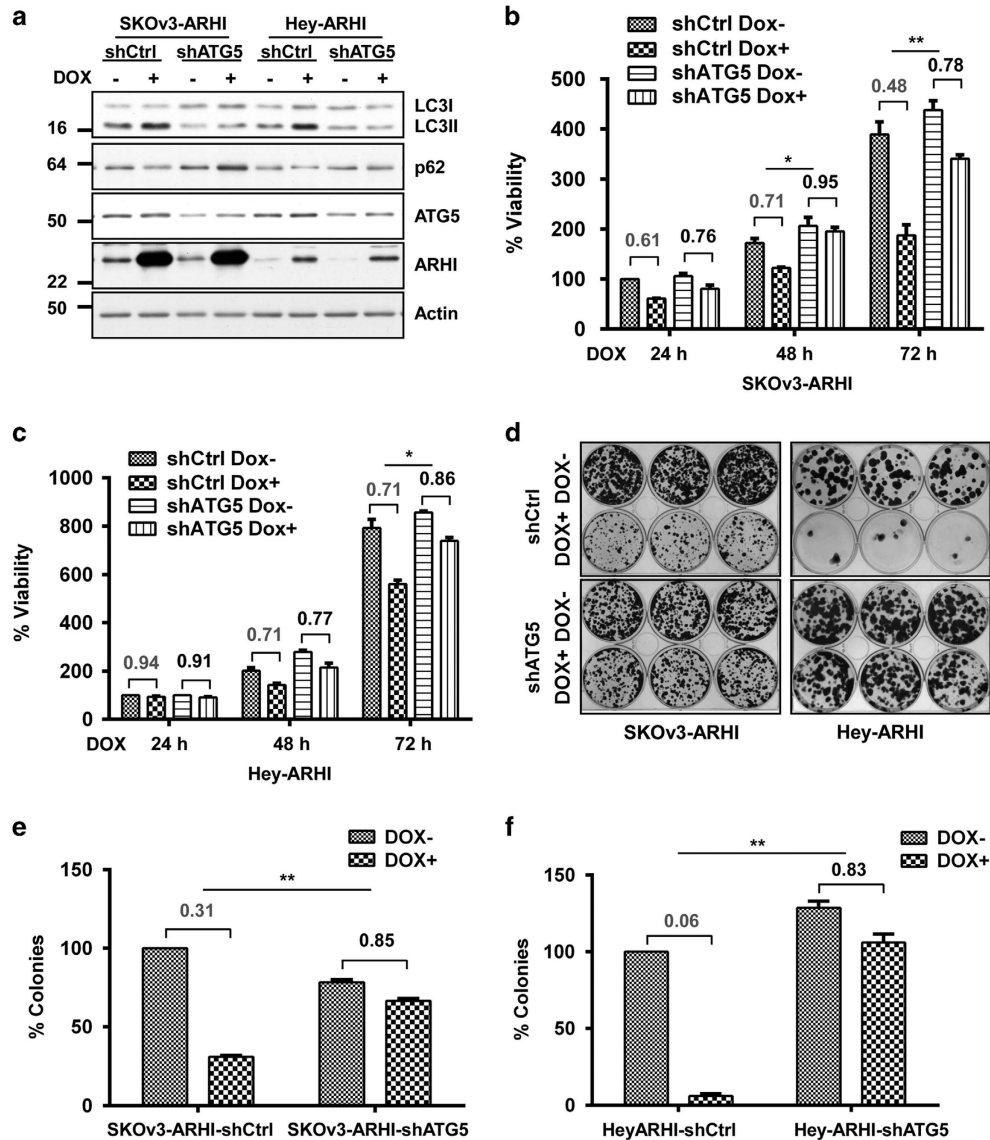 a
SKOv3-ARHI Hey-ARHI
shCtrl shATG5 shCtrl shATG5
DOX - + - + - + - +
LC3I
16 LC3II
64 p62
50 ATG5
ARHI
22
50 Actin
b
shCtrl Dox-
shCtrl Dox+
shATG5 Dox-
shATG5 Dox+
% Viability
500
400
300
200
100
0
0.61 0.76
0.71 * 0.95
0.48 ** 0.78
DOX 24 h 48 h 72 h
SKOv3-ARHI
c
shCtrl Dox-
shCtrl Dox+
shATG5 Dox-
shATG5 Dox+
% Viability
1000
800
600
400
200
0
0.94 0.91
0.71 0.77
0.71 * 0.86
DOX 24 h 48 h 72 h
Hey-ARHI
d
shCtrl
DOX+ DOX-
shATG5
DOX+ DOX-
SKOv3-ARHI Hey-ARHI
e
DOX-
DOX+
% Colonies
150
100
50
0
**
0.31 0.85
SKOv3-ARHI-shCtrl SKOv3-ARHI-shATG5
f
DOX-
DOX+
% Colonies
150
100
50
0
**
0.06 0.83
HeyARHI-shCtrl Hey-ARHI-shATG5